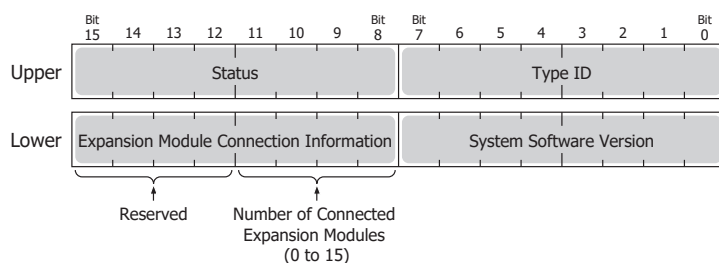 Bit Bit Bit Bit
15 14 13 12 11 10 9 8 7 6 5 4 3 2 1 0
Upper Status Type ID
Lower Expansion Module Connection Information System Software Version
Reserved Number of Connected
Expansion Modules
(0 to 15)